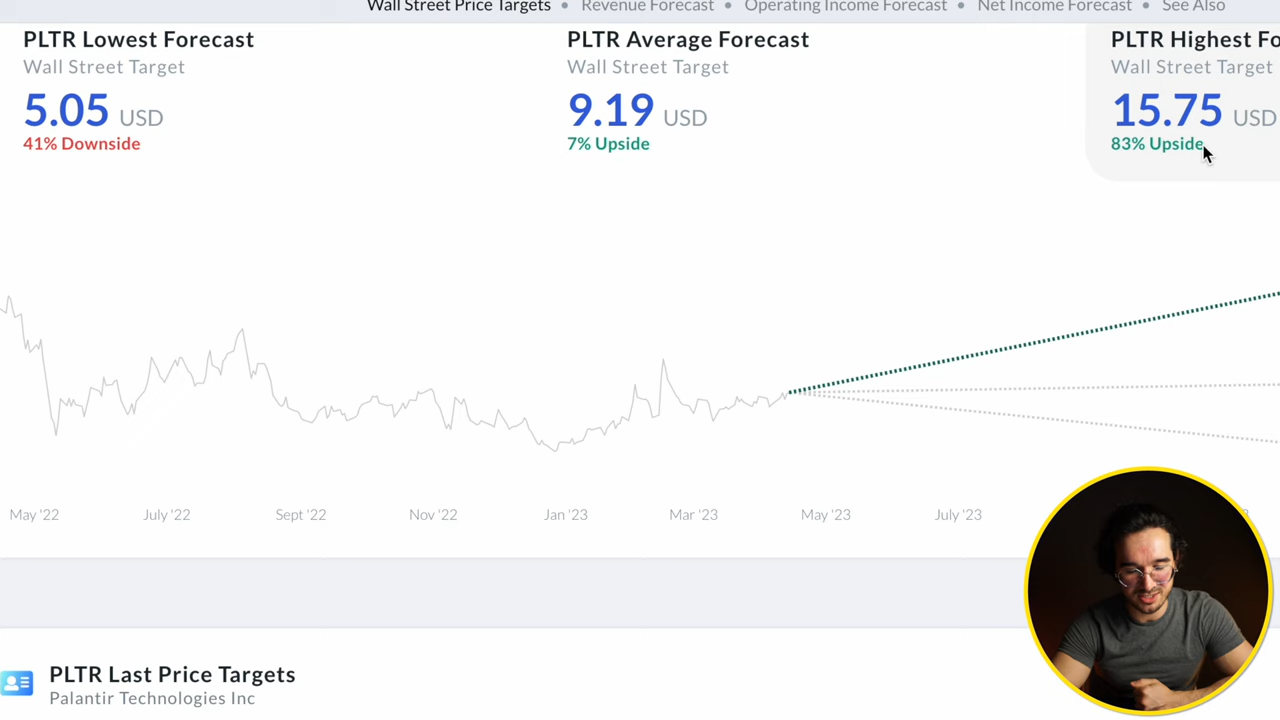 Wall Street Price Targets • Revenue Forecast • Operating Income Forecast • Net Income Forecast • See Also
PLTR Lowest Forecast
Wall Street Target
5.05 USD
41% Downside
PLTR Average Forecast
Wall Street Target
9.19 USD
7% Upside
PLTR Highest Fo
Wall Street Target
15.75 USD
83% Upside
May '22
July '22
Sept '22
Nov '22
Jan '23
Mar '23
May '23
July '23
PLTR Last Price Targets
Palantir Technologies Inc